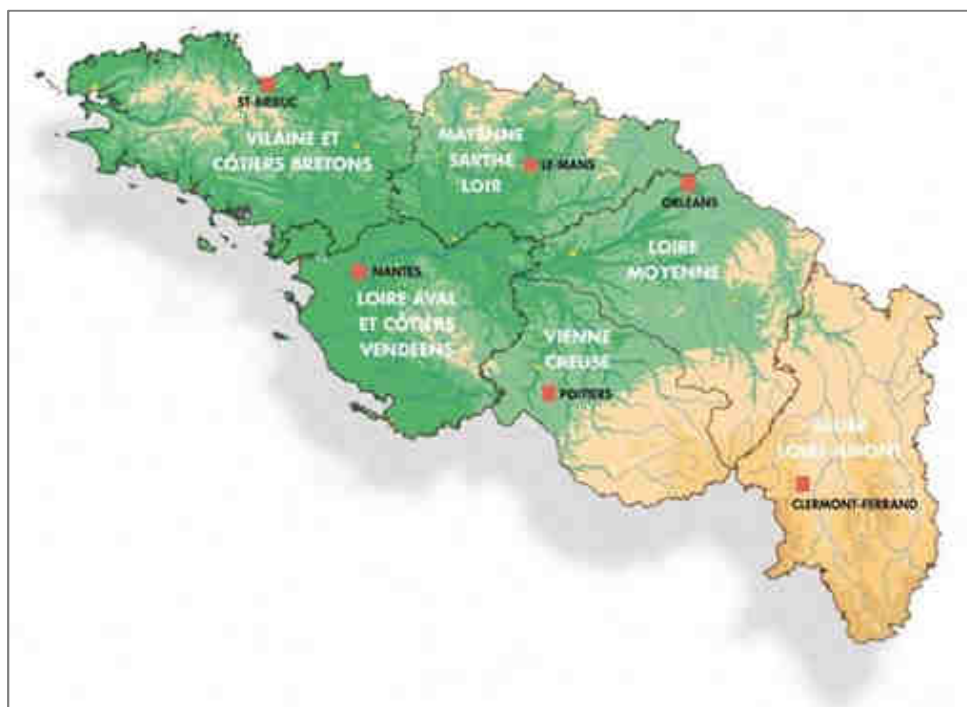 ST-BRIEUC
VILAINE ET
CÔTIERS BRETONS
MAYENNE
SARTHE
LOIR
LE-MANS
ORLEANS
LOIRE
MOYENNE
NANTES
LOIRE AVAL
ET CÔTIERS
VENDEENS
VIENNE
CREUSE
POITIERS
ALLIER
LOIRE AMONT
CLERMONT-FERRAND